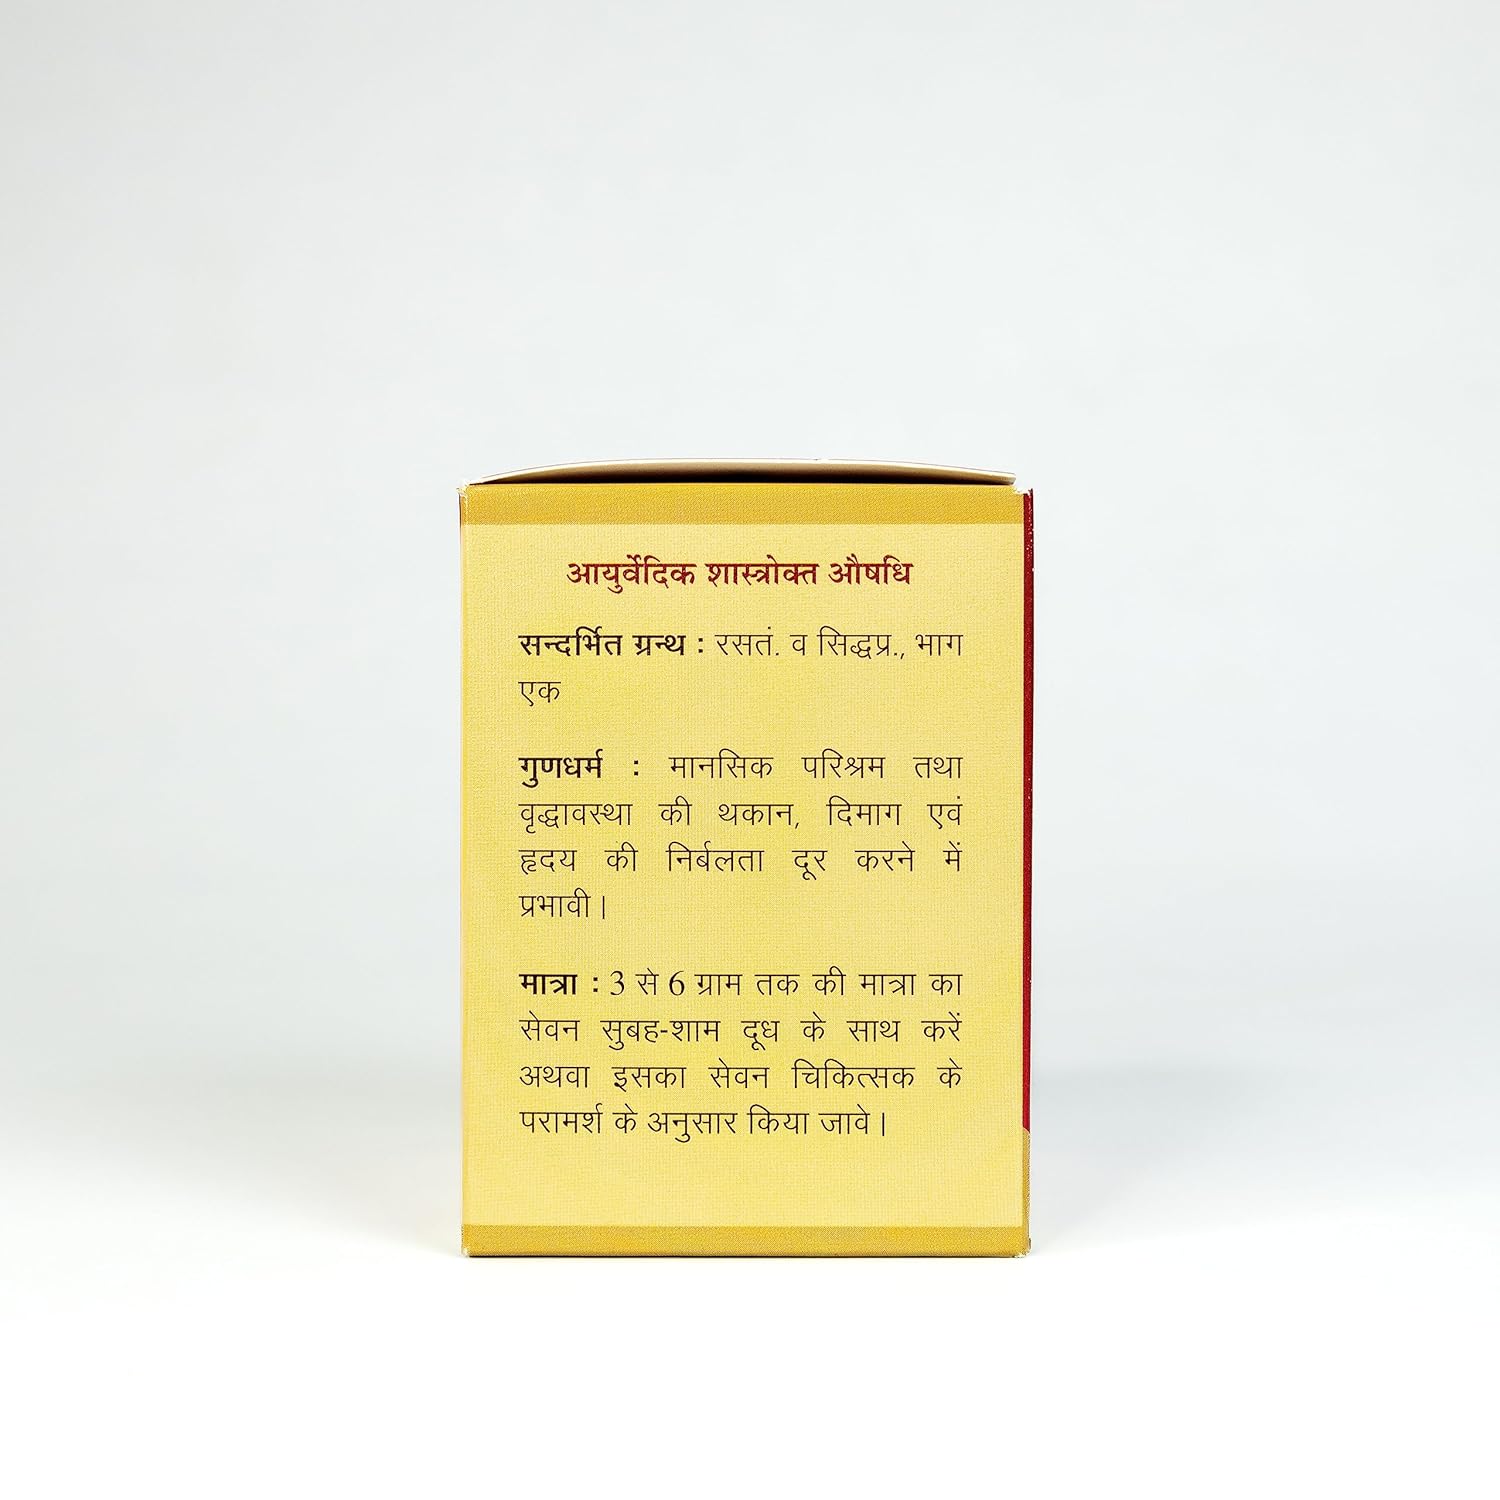 आयुर्वेदिक शास्त्रोक्त औषधि
सन्दर्भित ग्रन्थ : रसतं. व सिद्धप्र., भाग
एक
गुणधर्म : मानसिक परिश्रम तथा
वृद्धावस्था की थकान, दिमाग एवं
हृदय की निर्बलता दूर करने में
प्रभावी।
मात्रा : 3 से 6 ग्राम तक की मात्रा का
सेवन सुबह-शाम दूध के साथ करें
अथवा इसका सेवन चिकित्सक के
परामर्श के अनुसार किया जावे।